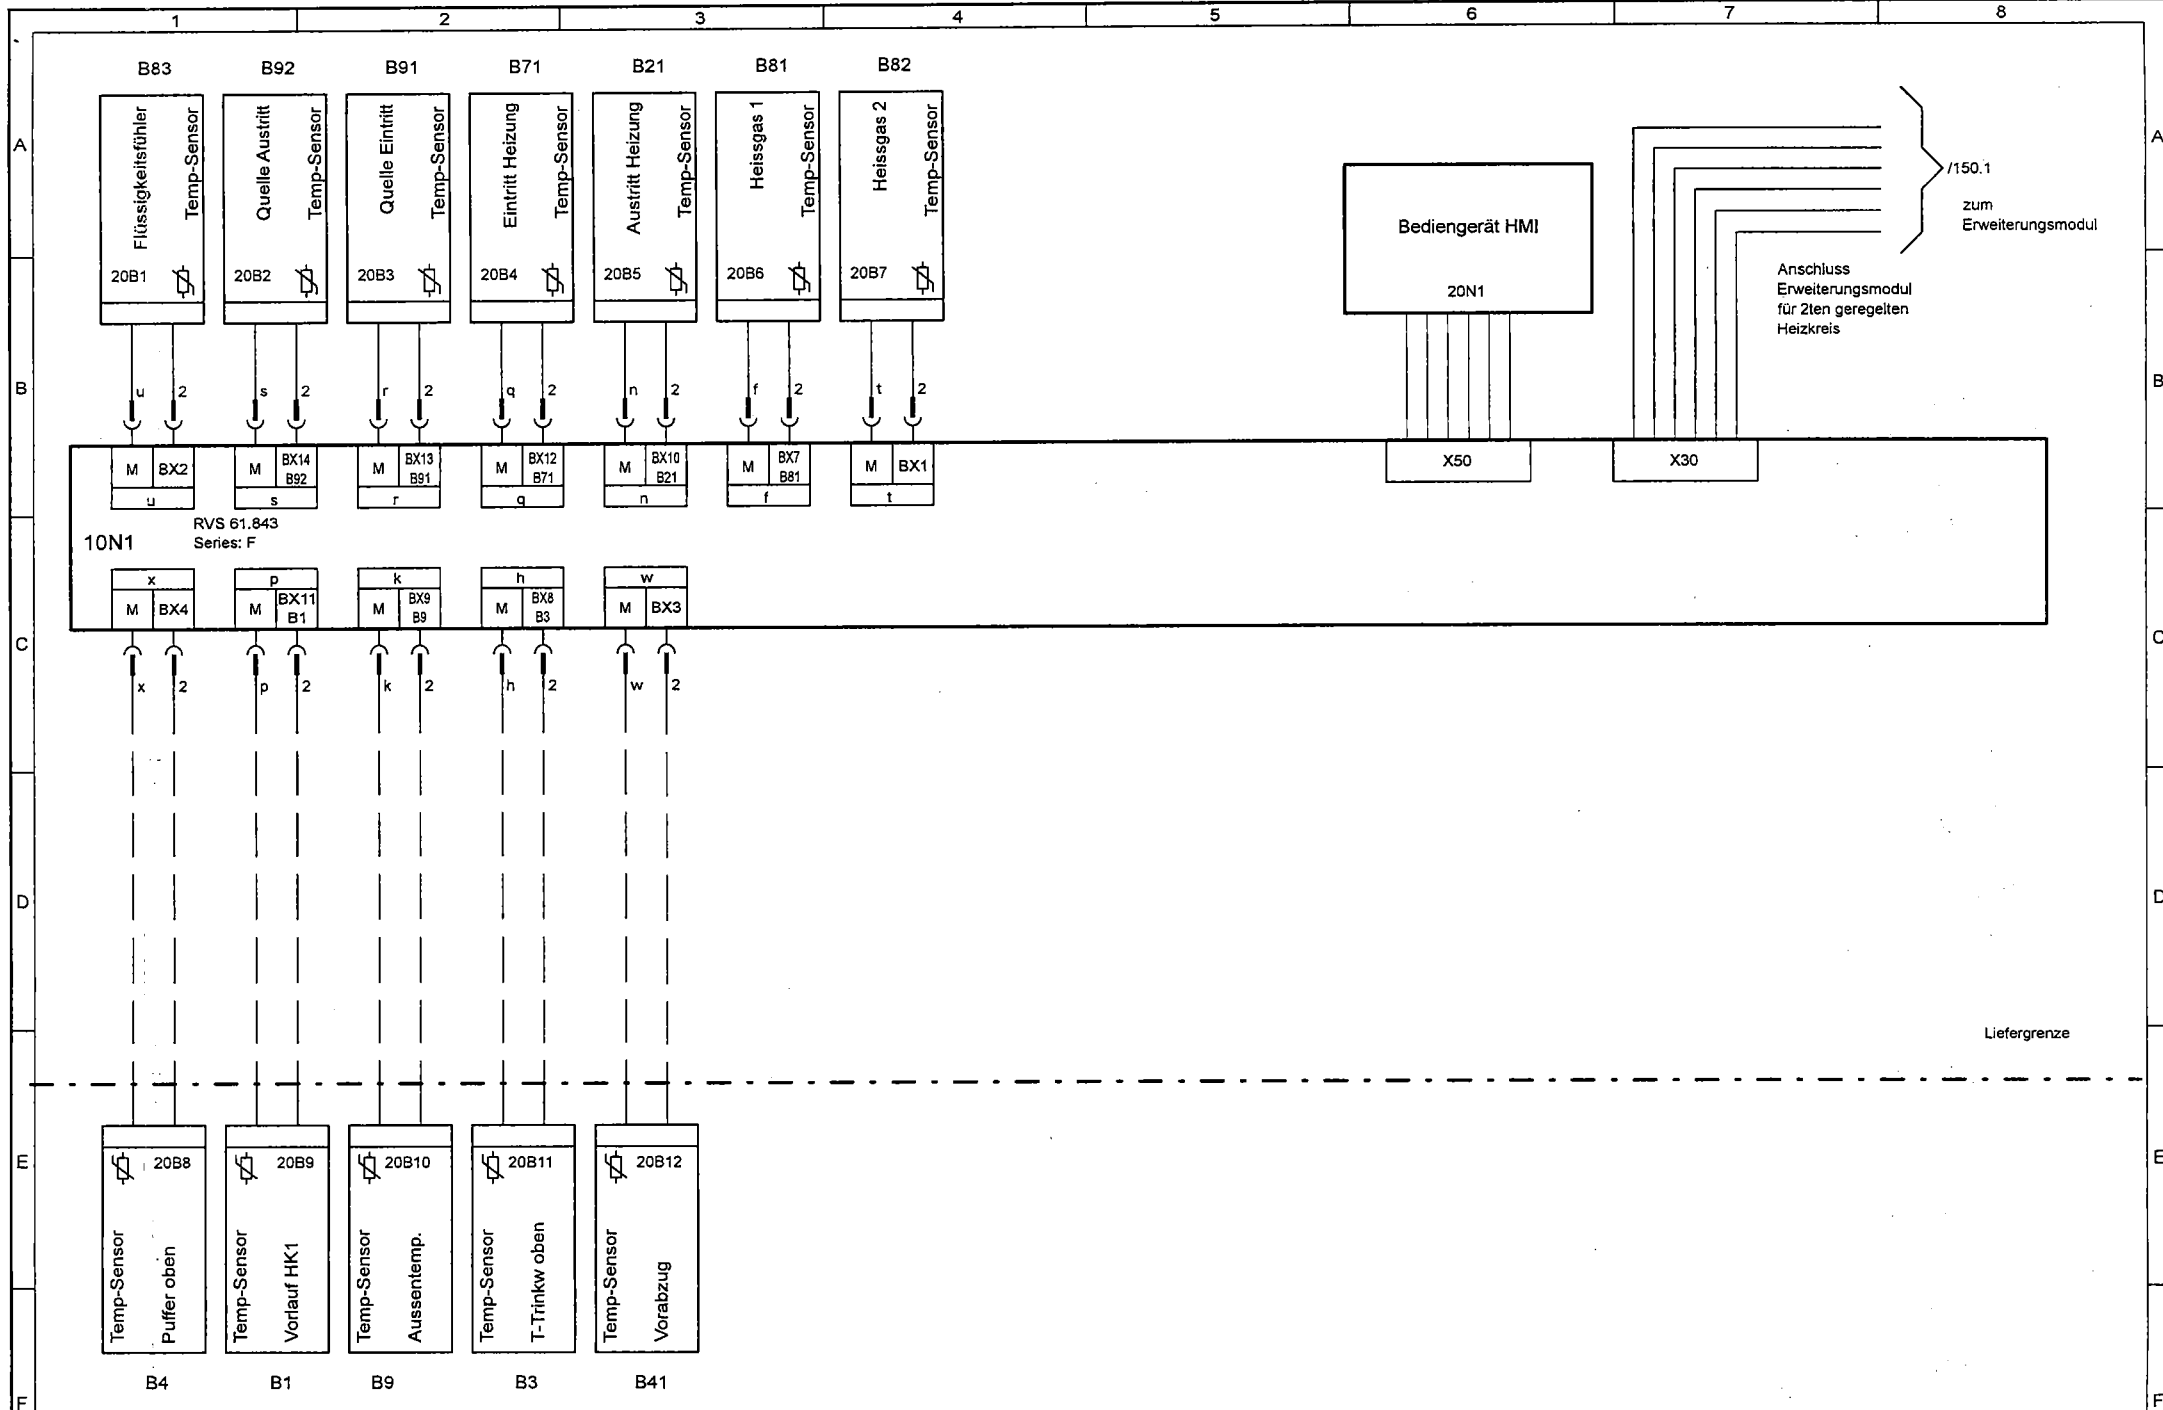 1 2 3 4 5 6 7 8
B83 B92 B91 B71 B21 B81 B82
A A
Flüssigkeitsfühler
Temp-Sensor
20B1
Quelle Austritt
Temp-Sensor
20B2
Quelle Eintritt
Temp-Sensor
20B3
Eintritt Heizung
Temp-Sensor
20B4
Austritt Heizung
Temp-Sensor
20B5
Heissgas 1
Temp-Sensor
20B6
Heissgas 2
Temp-Sensor
20B7
Bediengerät HMI
20N1
/150.1
zum
Erweiterungsmodul
Anschluss
Erweiterungsmodul
für 2ten geregelten
Heizkreis
B B
u 2 s 2 r 2 q 2 n 2 f 2 t 2
M BX2
u
M BX14
B92
s
M BX13
B91
r
M BX12
B71
q
M BX10
B21
n
M BX7
B81
f
M BX1
t
X50
X30
10N1
RVS 61.843
Series: F
x
M BX4
p
M BX11
B1
k
M BX9
B9
h
M BX8
B3
w
M BX3
C C
x 2 p 2 k 2 h 2 w 2
D D
Liefergrenze
E E
20B8
Temp-Sensor
Puffer oben
20B9
Temp-Sensor
Vorlauf HK1
20B10
Temp-Sensor
Aussentemp.
20B11
Temp-Sensor
T-Trinkw oben
20B12
Temp-Sensor
Vorabzug
B4 B1 B9 B3 B41
F F